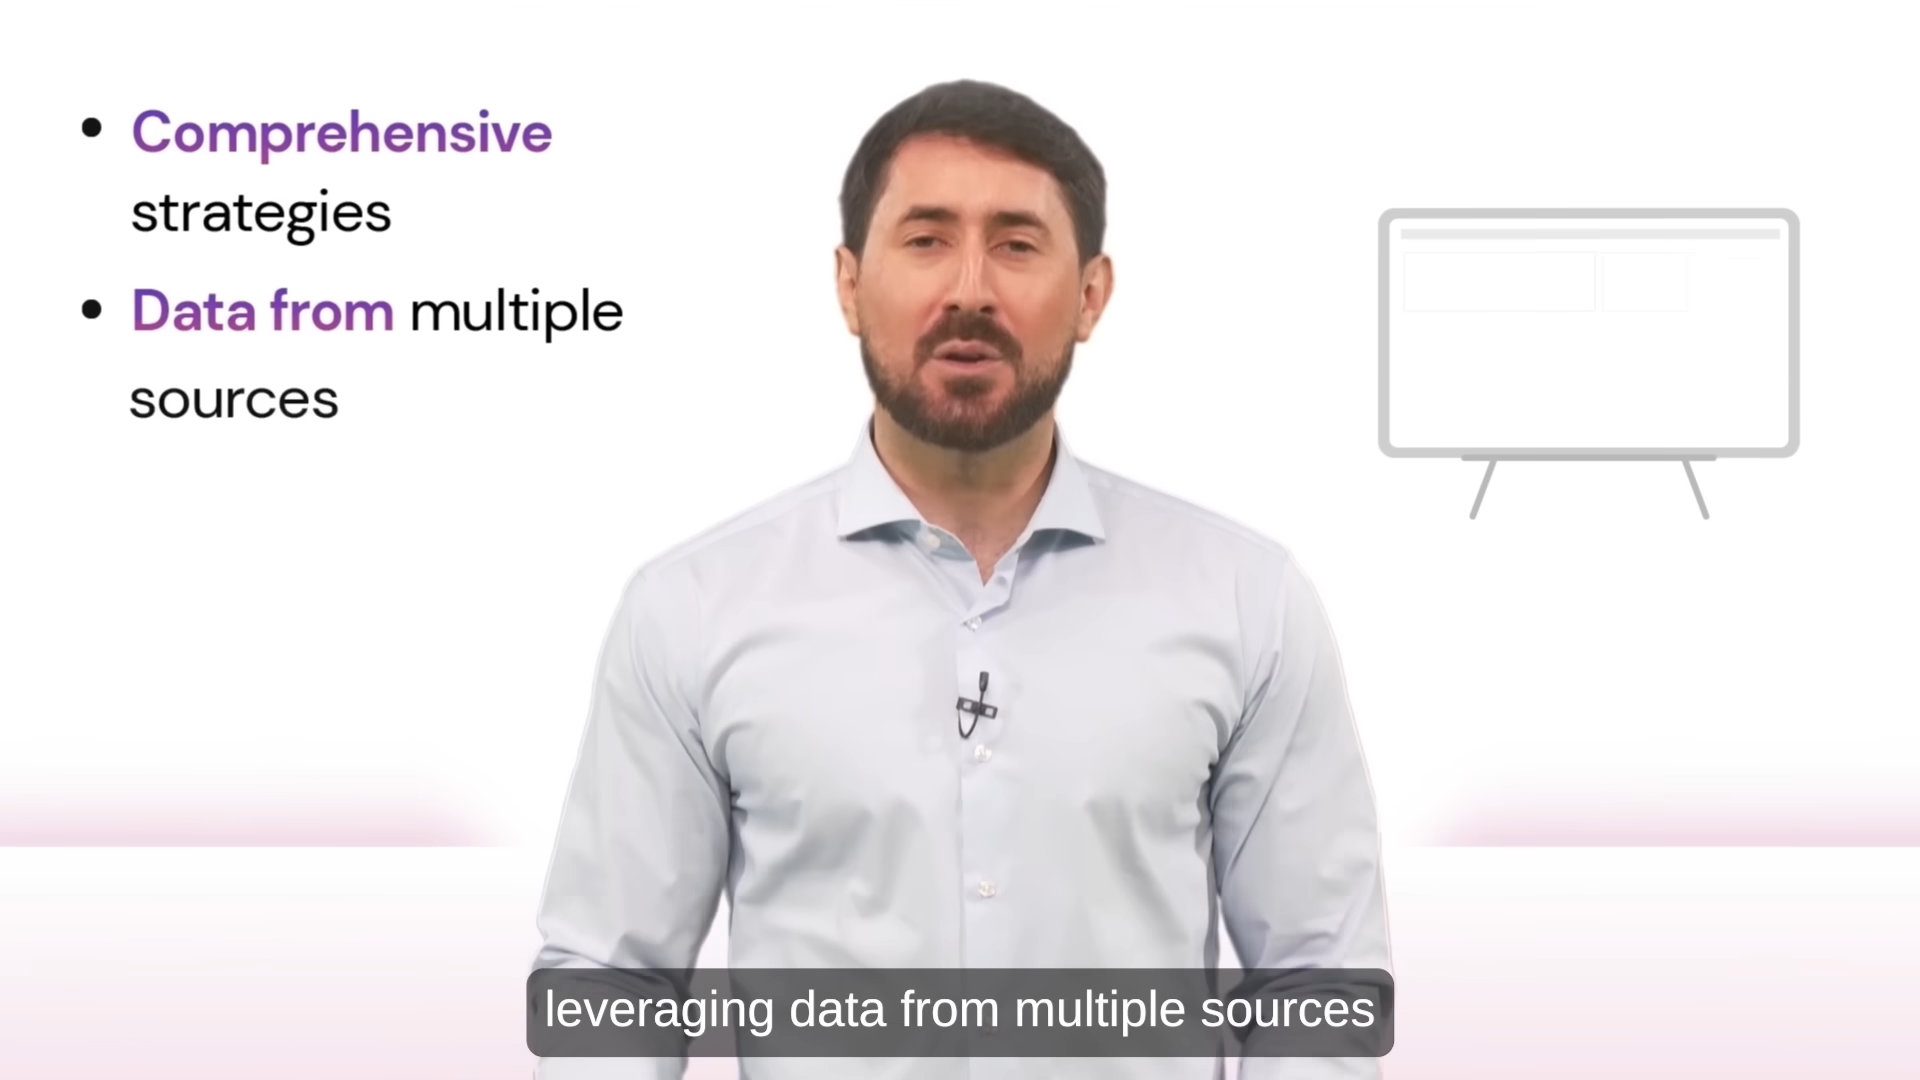 Comprehensive
strategies
Data from multiple
sources
leveraging data from multiple sources